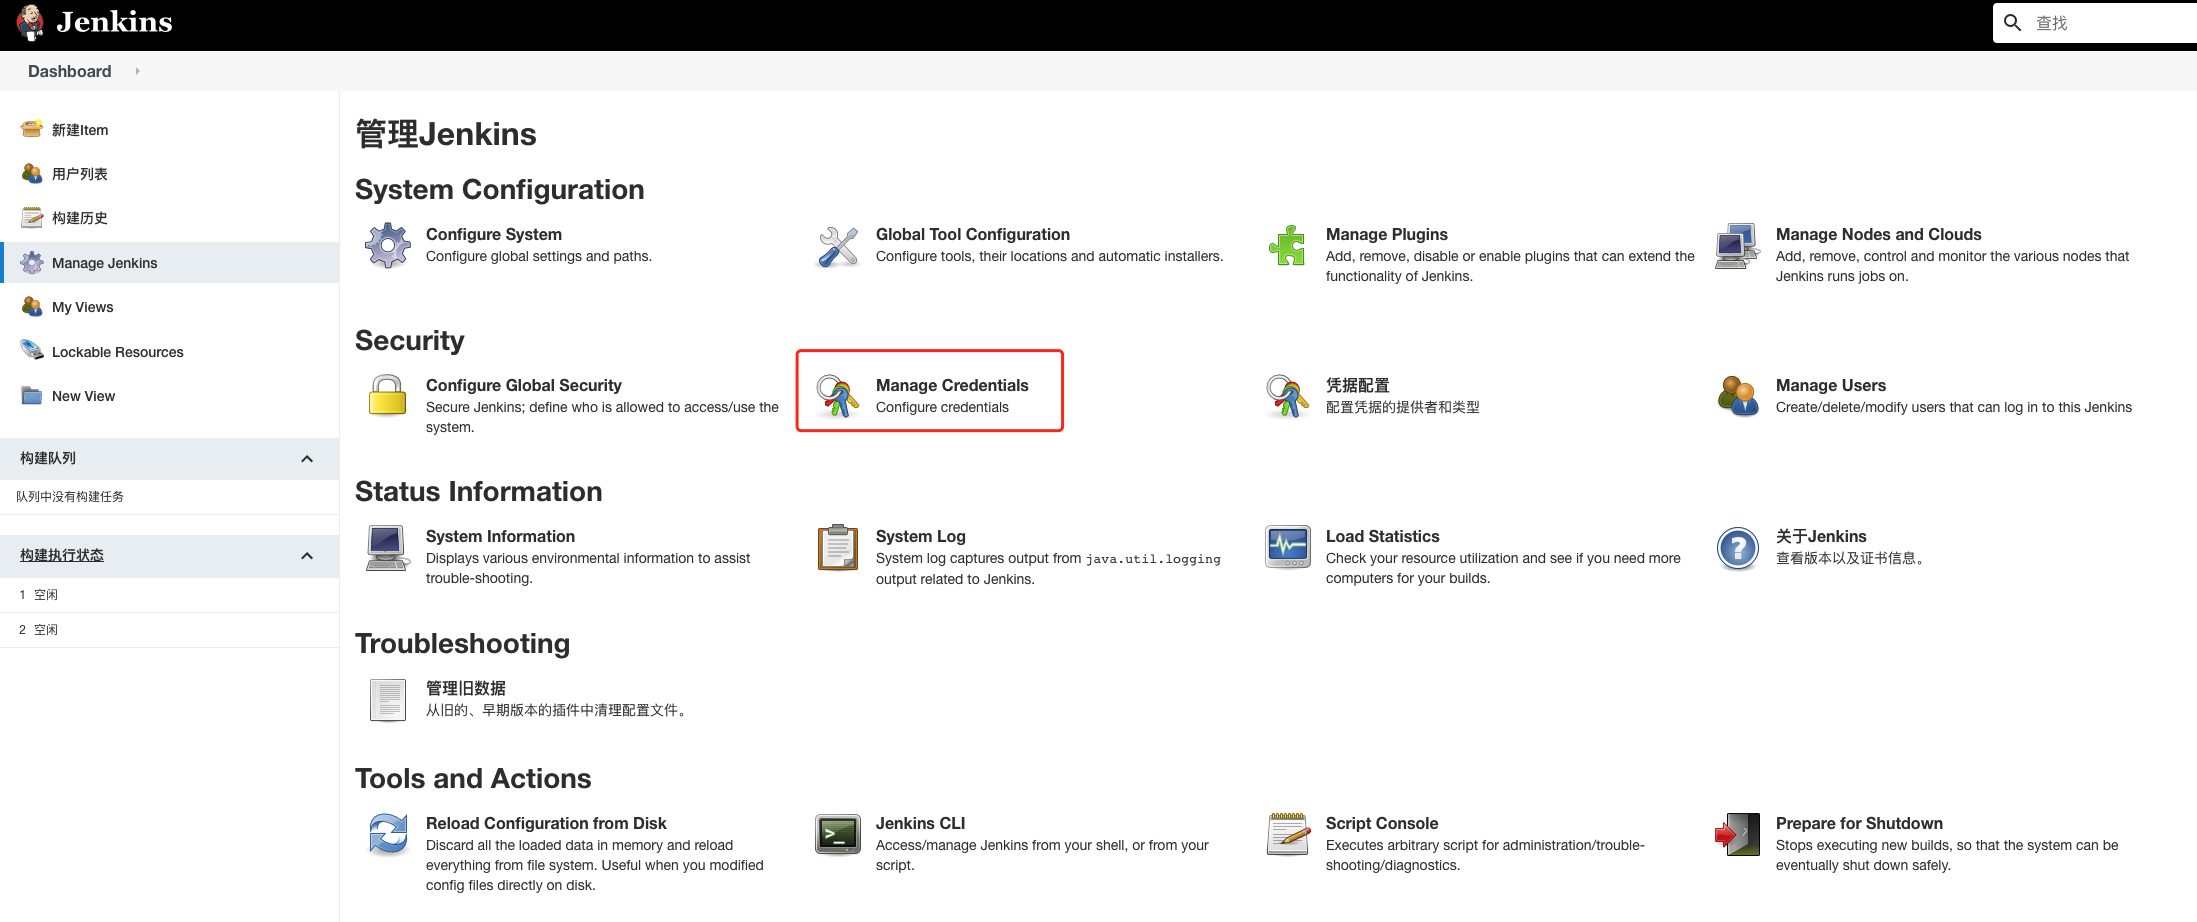 Jenkins
查找
Dashboard
新建Item
用户列表
构建历史
Manage Jenkins
My Views
Lockable Resources
New View
构建队列
队列中没有构建任务
构建执行状态
1 空闲
2 空闲
管理Jenkins
System Configuration
Configure System
Configure global settings and paths.
Global Tool Configuration
Configure tools, their locations and automatic installers.
Manage Plugins
Add, remove, disable or enable plugins that can extend the
functionality of Jenkins.
Manage Nodes and Clouds
Add, remove, control and monitor the various nodes that
Jenkins runs jobs on.
Security
Configure Global Security
Secure Jenkins; define who is allowed to access/use the
system.
Manage Credentials
Configure credentials
凭据配置
配置凭据的提供者和类型
Manage Users
Create/delete/modify users that can log in to this Jenkins
Status Information
System Information
Displays various environmental information to assist
trouble-shooting.
System Log
System log captures output from java.util.logging
output related to Jenkins.
Load Statistics
Check your resource utilization and see if you need more
computers for your builds.
关于Jenkins
查看版本以及证书信息。
Troubleshooting
管理旧数据
从旧的、早期版本的插件中清理配置文件。
Tools and Actions
Reload Configuration from Disk
Discard all the loaded data in memory and reload
everything from file system. Useful when you modified
config files directly on disk.
Jenkins CLI
Access/manage Jenkins from your shell, or from your
script.
Script Console
Executes arbitrary script for administration/trouble-
shooting/diagnostics.
Prepare for Shutdown
Stops executing new builds, so that the system can be
eventually shut down safely.